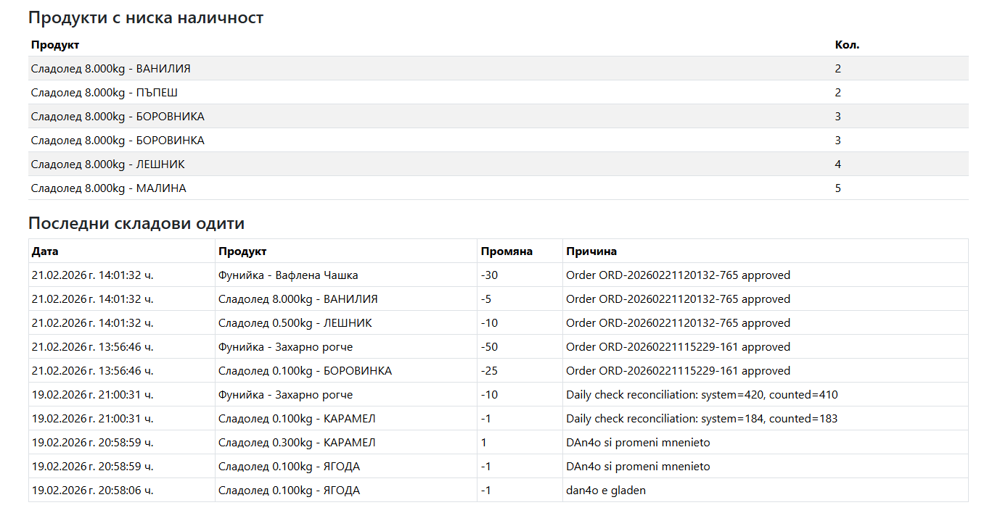 Продукти с ниска наличност
Продукт Кол.
Сладолед 8.000kg - ВАНИЛИЯ 2
Сладолед 8.000kg - ПЪПЕШ 2
Сладолед 8.000kg - БОРОВНИКА 3
Сладолед 8.000kg - БОРОВИНКА 3
Сладолед 8.000kg - ЛЕШНИК 4
Сладолед 8.000kg - МАЛИНА 5
Последни складови одити
Дата Продукт Промяна Причина
21.02.2026 г. 14:01:32 ч. Фунийка - Вафлена Чашка -30 Order ORD-20260221120132-765 approved
21.02.2026 г. 14:01:32 ч. Сладолед 8.000kg - ВАНИЛИЯ -5 Order ORD-20260221120132-765 approved
21.02.2026 г. 14:01:32 ч. Сладолед 0.500kg - ЛЕШНИК -10 Order ORD-20260221120132-765 approved
21.02.2026 г. 13:56:46 ч. Фунийка - Захарно рогче -50 Order ORD-20260221115229-161 approved
21.02.2026 г. 13:56:46 ч. Сладолед 0.100kg - БОРОВИНКА -25 Order ORD-20260221115229-161 approved
19.02.2026 г. 21:00:31 ч. Фунийка - Захарно рогче -10 Daily check reconciliation: system=420, counted=410
19.02.2026 г. 21:00:31 ч. Сладолед 0.100kg - КАРАМЕЛ -1 Daily check reconciliation: system=184, counted=183
19.02.2026 г. 20:58:59 ч. Сладолед 0.300kg - КАРАМЕЛ 1 DAn4o si promeni mnenieto
19.02.2026 г. 20:58:59 ч. Сладолед 0.100kg - ЯГОДА -1 DAn4o si promeni mnenieto
19.02.2026 г. 20:58:06 ч. Сладолед 0.100kg - ЯГОДА -1 dan4o e gladen